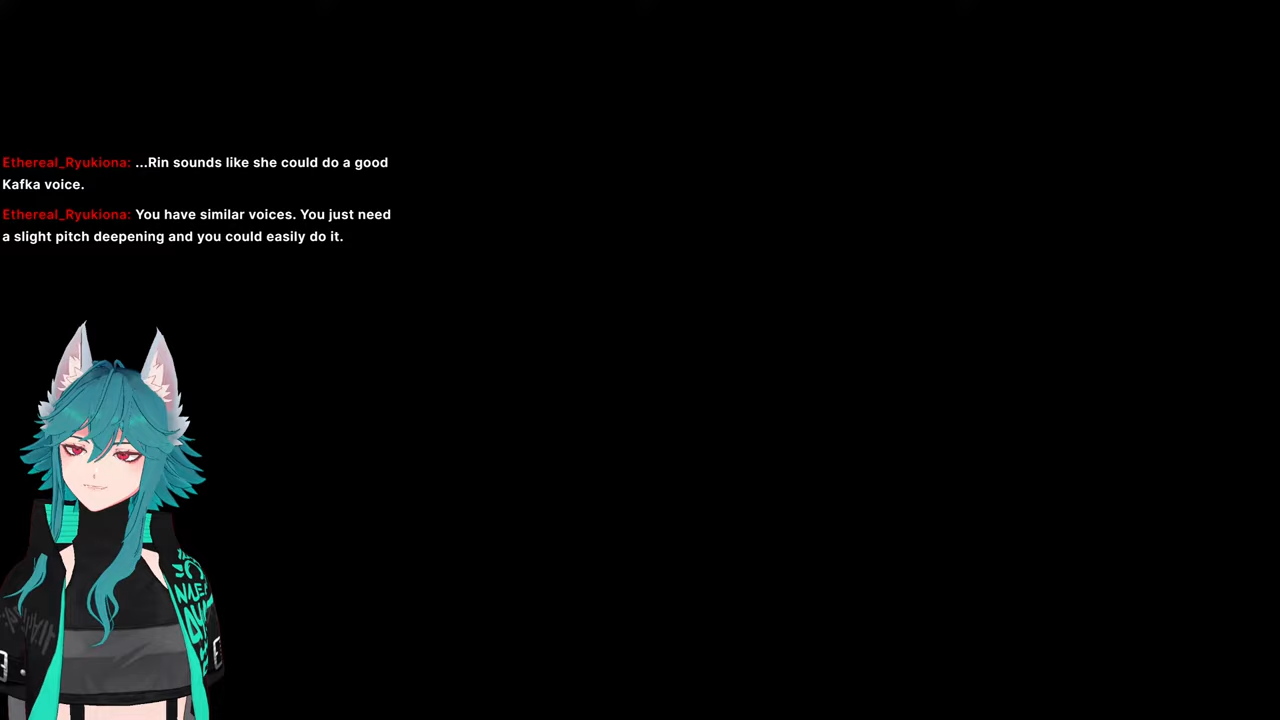 Ethereal_Ryukiona: ...Rin sounds like she could do a good
Kafka voice.
Ethereal_Ryukiona: You have similar voices. You just need
a slight pitch deepening and you could easily do it.